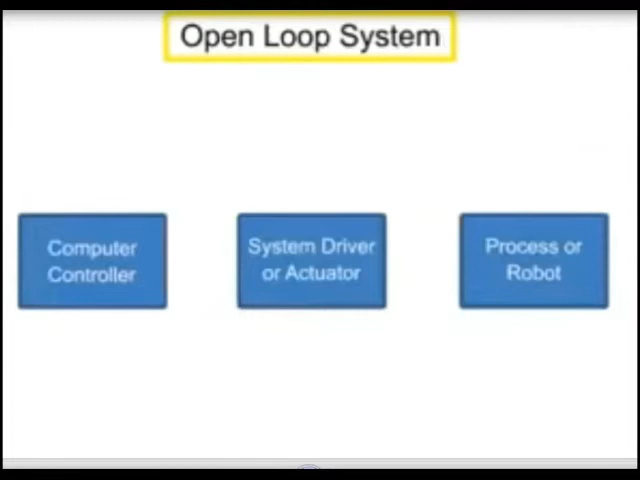 Open Loop System
Computer
Controller
System Driver
or Actuator
Process or
Robot